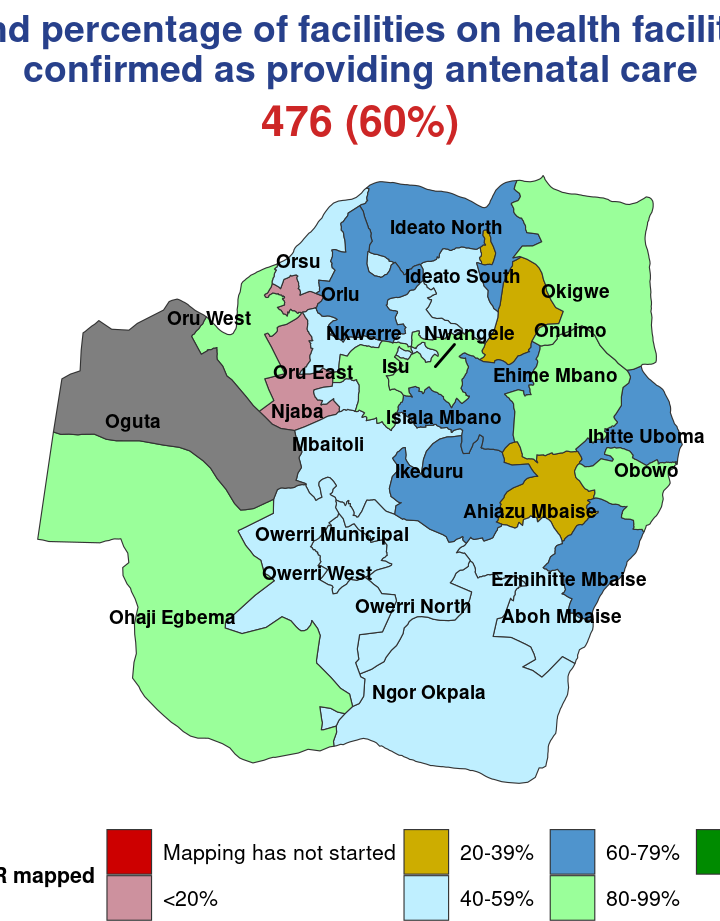 percentage of facilities on health
confirmed as providing antenatal care
476 (60%)
Ideato North
Orsu
Ideato South
Orlu
Okigwe
Oru West
Nkwerre
Nwangele
Onuimo
Isu
Oru East
Ehime Mbano
Njaba
Isiala Mbano
Oguta
Mbaitoli
Ihitte Uboma
Ikeduru
Obowo
Ahiazu Mbaise
Owerri Municipal
Owerri West
Ezinihitte Mbaise
Owerri North
Ohaji Egbema
Aboh Mbaise
Ngor Okpala
R mapped
Mapping has not started
20-39%
60-79%
<20%
40-59%
80-99%